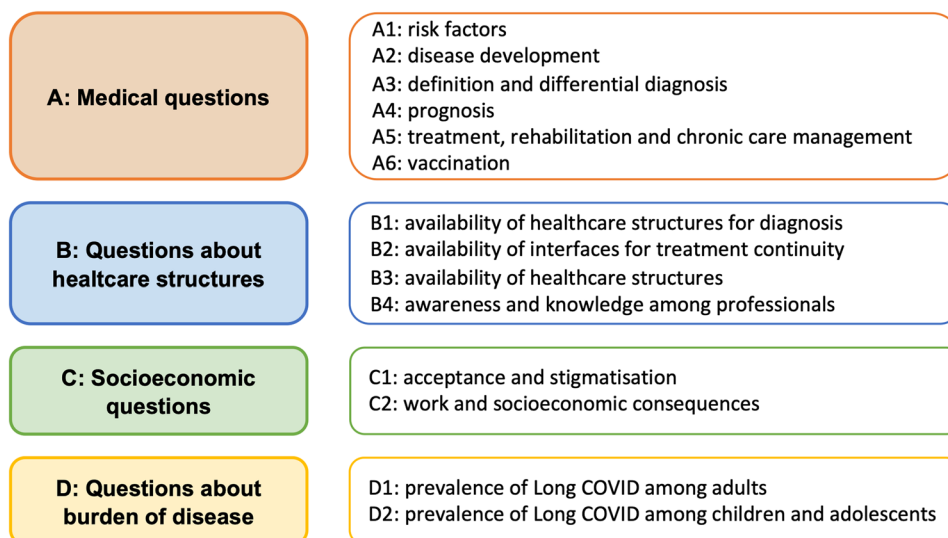 A: Medical questions
A1: risk factors
A2: disease development
A3: definition and differential diagnosis
A4: prognosis
A5: treatment, rehabilitation and chronic care management
A6: vaccination
B: Questions about
healtcare structures
B1: availability of healthcare structures for diagnosis
B2: availability of interfaces for treatment continuity
B3: availability of healthcare structures
B4: awareness and knowledge among professionals
C: Socioeconomic
questions
C1: acceptance and stigmatisation
C2: work and socioeconomic consequences
D: Questions about
burden of disease
D1: prevalence of Long COVID among adults
D2: prevalence of Long COVID among children and adolescents